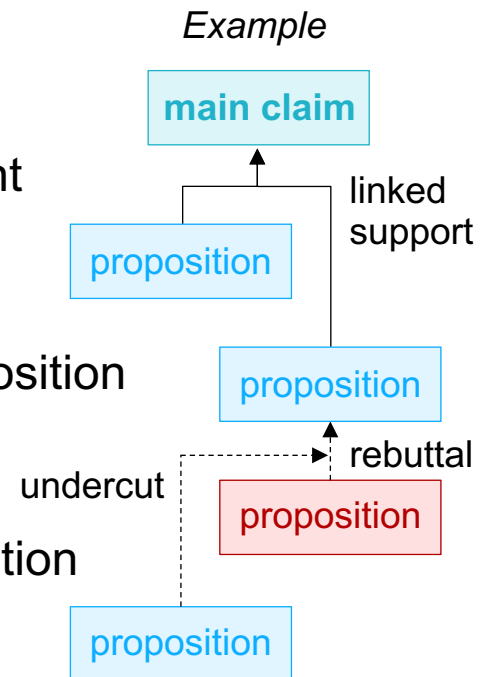 Example
main claim
nt
linked
support
proposition
osition
proposition
rebuttal
undercut
proposition
tion
proposition